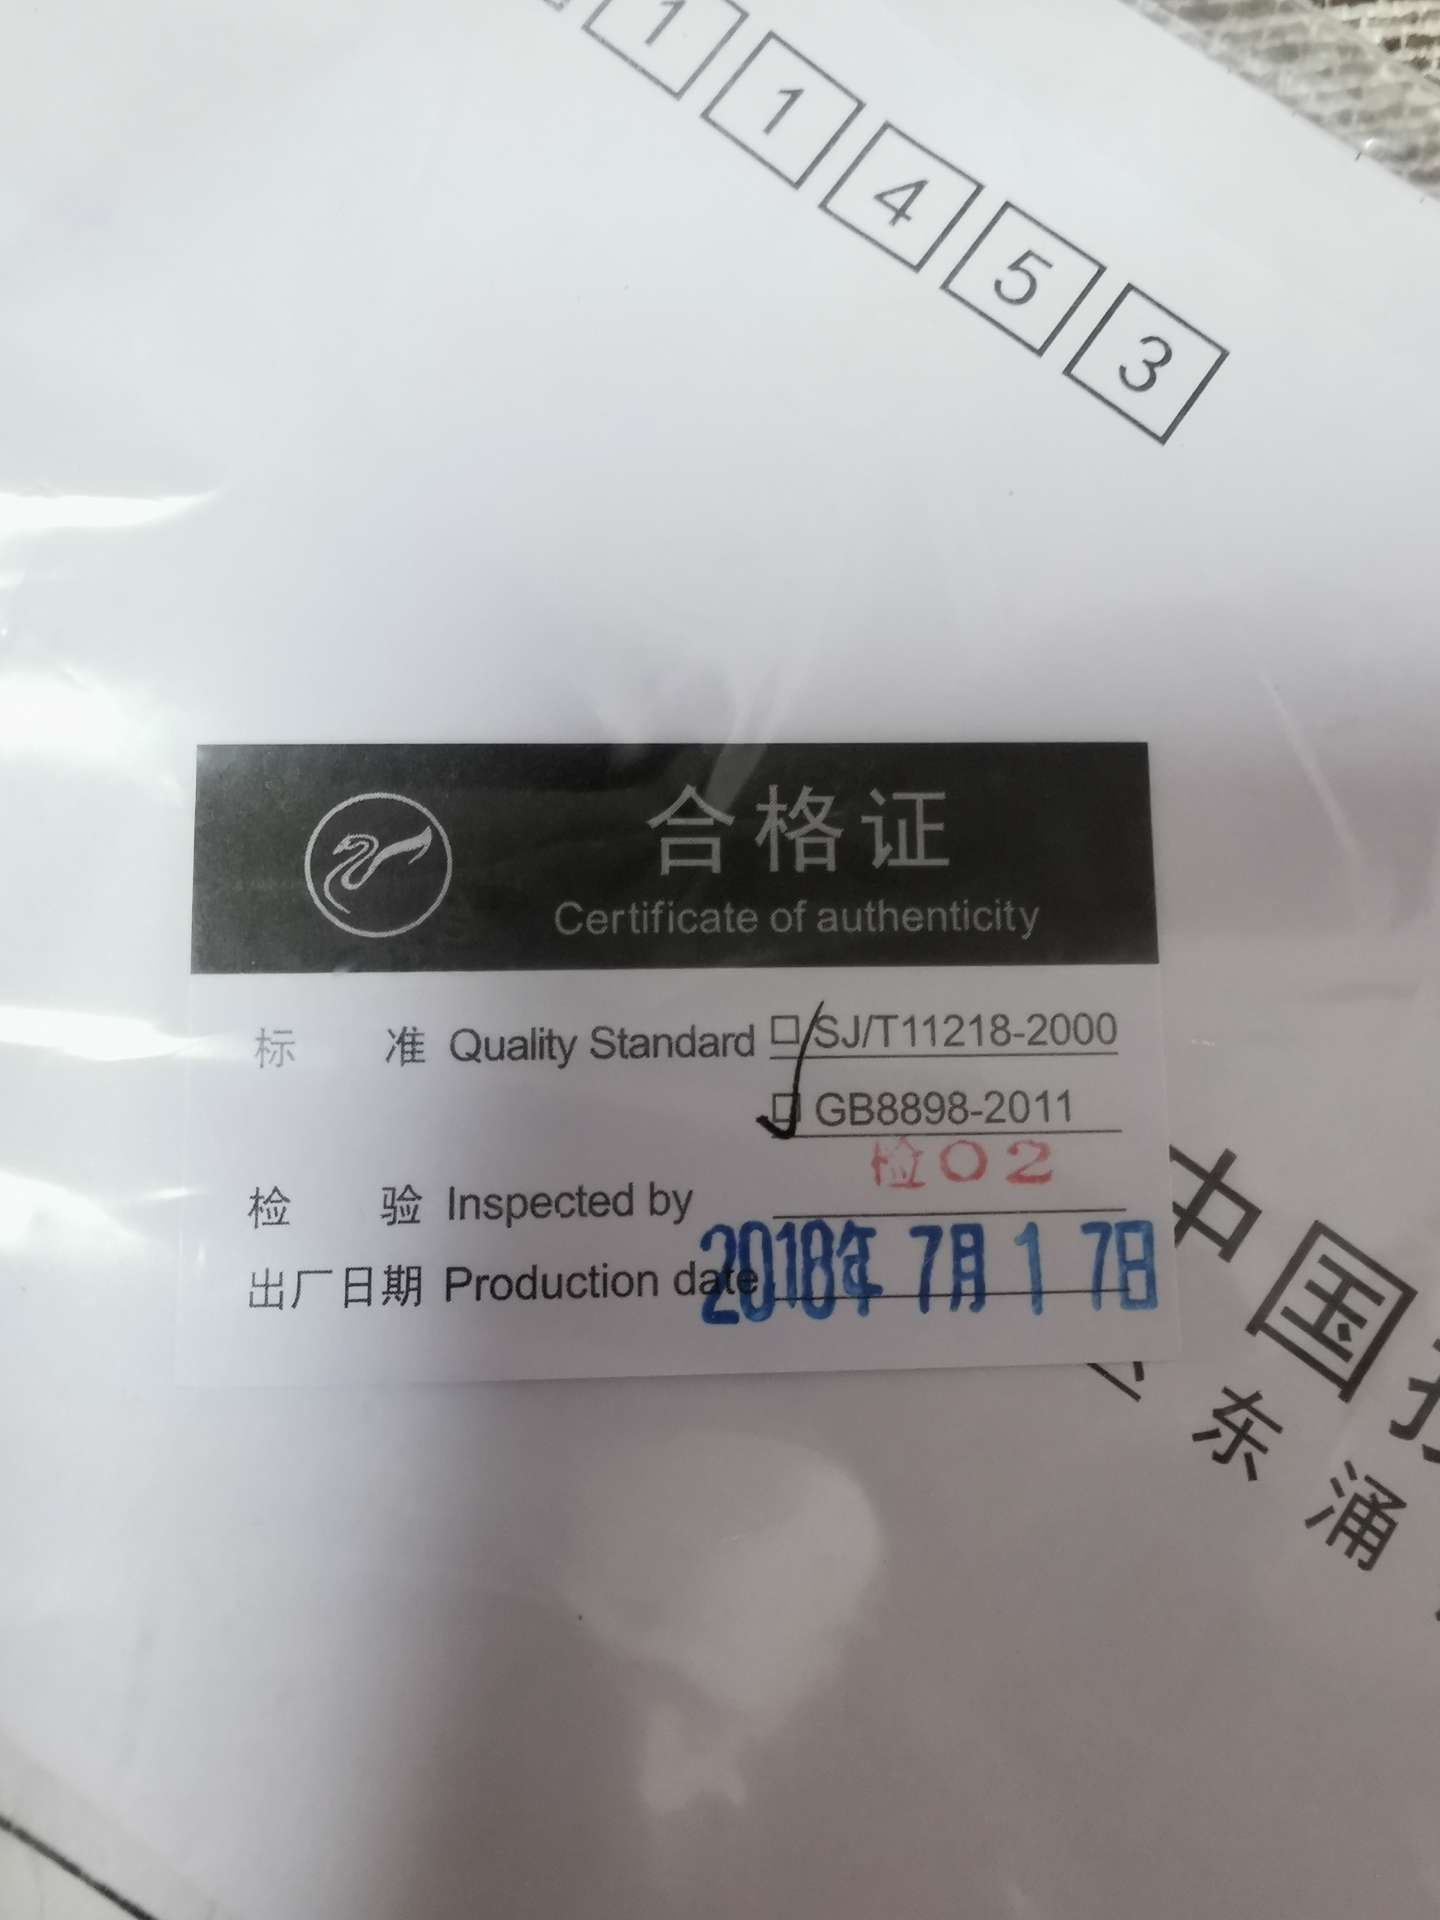 1 1 4 5 3
合格证
Certificate of authenticity
标 准 Quality Standard □ SJ/T11218-2000
□ GB8898-2011
检 验 Inspected by 检02
出厂日期 Production date 2018年7月17日
中国
东涌